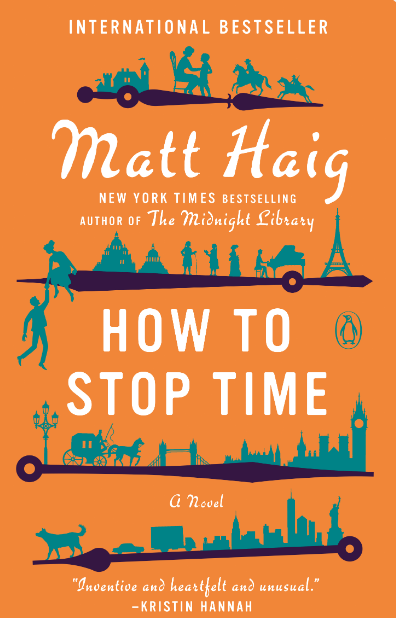 INTERNATIONAL BESTSELLER
Matt Haig
NEW YORK TIMES BESTSELLING
AUTHOR OF The Midnight Library
HOW TO
STOP TIME
A Novel
"Inventive and heartfelt and unusual."
–KRISTIN HANNAH